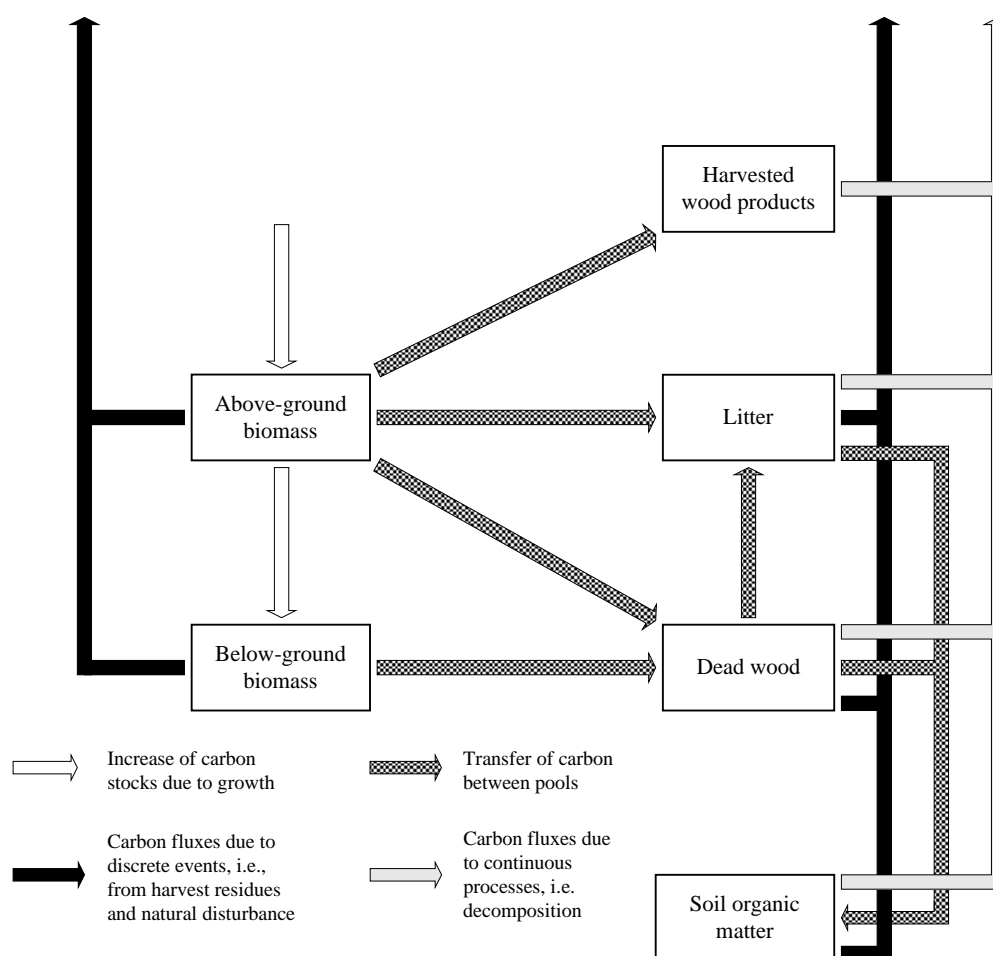 Harvested
wood products
Above-ground
biomass
Litter
Below-ground
biomass
Dead wood
Increase of carbon
stocks due to growth
Transfer of carbon
between pools
Carbon fluxes due to
discrete events, i.e.,
from harvest residues
and natural disturbance
Carbon fluxes due
to continuous
processes, i.e.
decomposition
Soil organic
matter